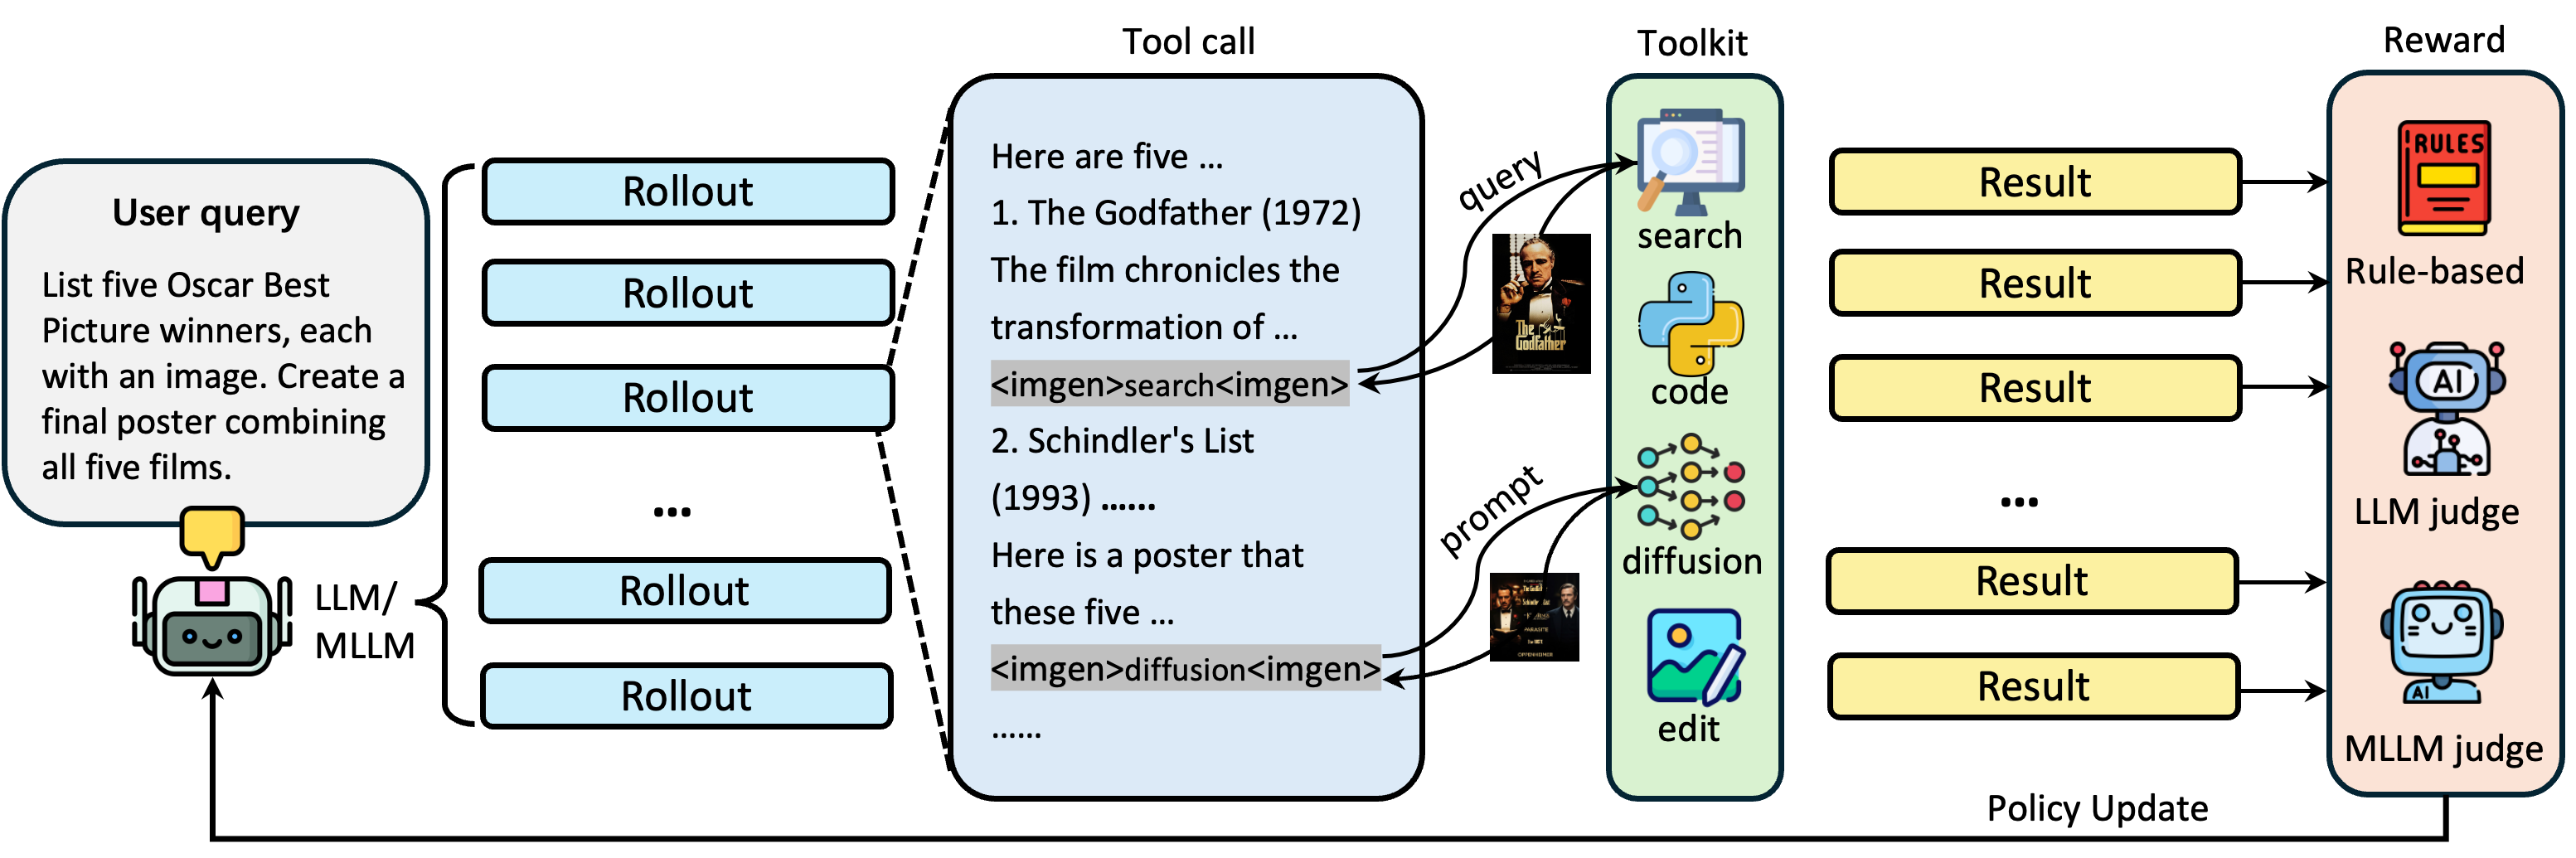 User query
List five Oscar Best
Picture winners, each
with an image. Create a
final poster combining
all five films.
LLM/
MLLM
Rollout
Rollout
Rollout
...
Rollout
Rollout
Tool call
Here are five ...
1. The Godfather (1972)
The film chronicles the
transformation of ...
<imgen>search<imgen>
2. Schindler's List
(1993) ......
Here is a poster that
these five ...
<imgen>diffusion<imgen>
......
query
The
Godfather
prompt
PARASITE
OPPENHEIMER
Toolkit
search
code
diffusion
edit
Result
Result
Result
...
Result
Result
Reward
RULES
Rule-based
AI
LLM judge
AI
MLLM judge
Policy Update